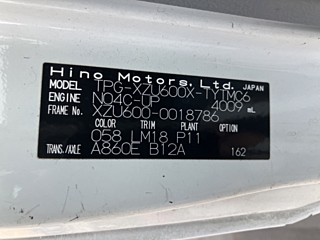 Hino Motors, Ltd. JAPAN
MODEL TPG-XZU600X-TYTMC6
ENGINE N04C-UP 4009 mL
FRAME No. XZU600-0018786
COLOR TRIM PLANT OPTION
058 LM18 P11
TRANS./AXLE A860E B12A 162